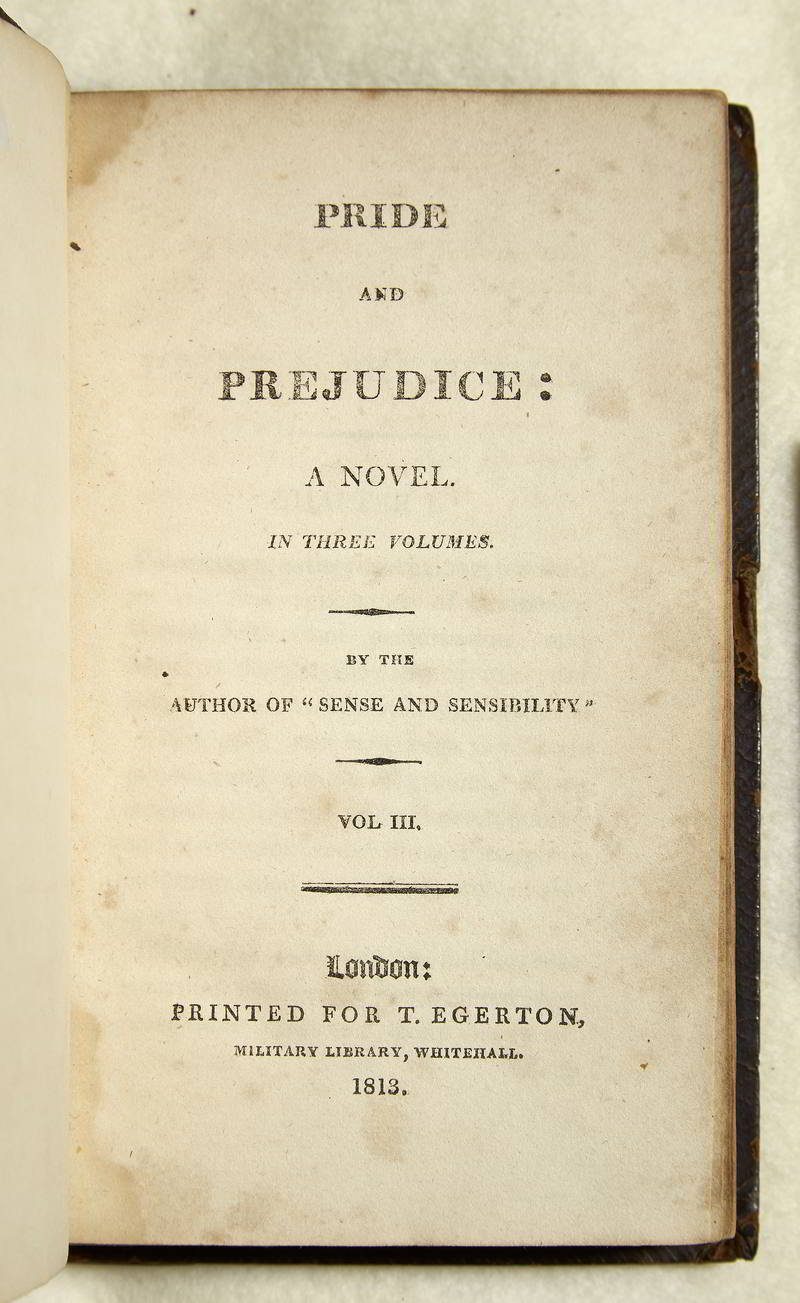 PRIDE
AND
PREJUDICE:
A NOVEL.
IN THREE VOLUMES.
BY THE
AUTHOR OF "SENSE AND SENSIBILITY"
VOL III.
London:
PRINTED FOR T. EGERTON,
MILITARY LIBRARY, WHITEHALL.
1813.